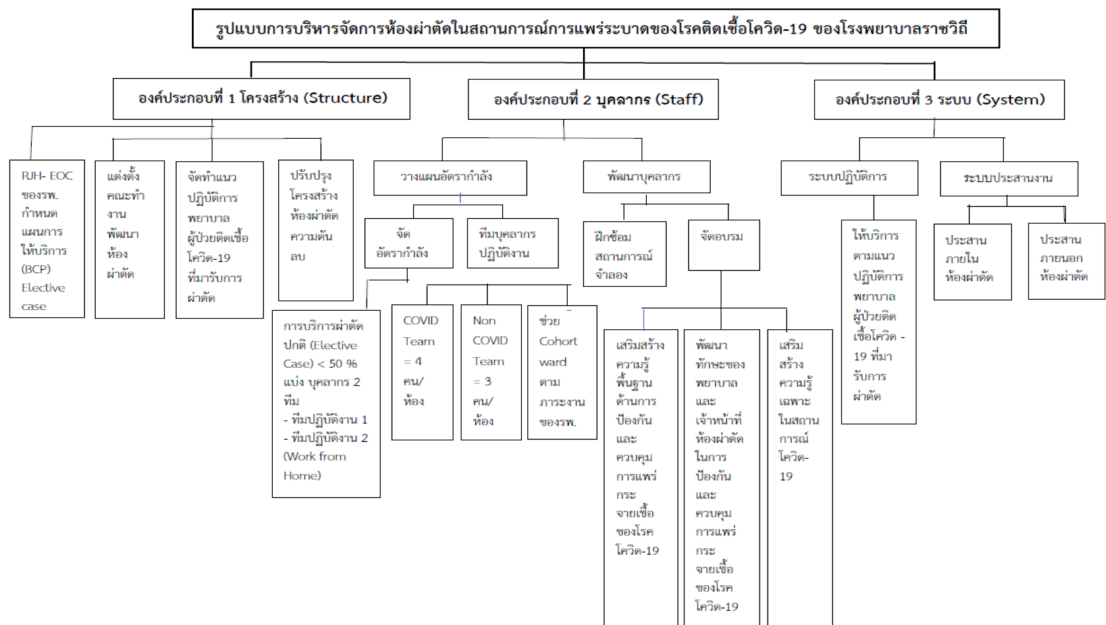 รูปแบบการบริหารจัดการห้องผ่าตัดในสถานการณ์การแพร่ระบาดของโรคติดเชื้อโควิด-19 ของโรงพยาบาลราชวิถี
องค์ประกอบที่ 1 โครงสร้าง (Structure)
RJH- EOC
ของรพ.
กำหนด
แผนการ
ให้บริการ
(BCP)
Elective
case
แต่งตั้ง
คณะทำ
งาน
พัฒนา
ห้อง
ผ่าตัด
จัดทำแนว
ปฏิบัติการ
พยาบาล
ผู้ป่วยติดเชื้อ
โควิด-19
ที่มารับการ
ผ่าตัด
ปรับปรุง
โครงสร้าง
ห้องผ่าตัด
ความดัน
ลบ
องค์ประกอบที่ 2 บุคลากร (Staff)
วางแผนอัตรากำลัง
จัด
อัตรากำลัง
การบริการผ่าตัด
ปกติ (Elective
Case) < 50 %
แบ่ง บุคลากร 2
ทีม
- ทีมปฏิบัติงาน 1
- ทีมปฏิบัติงาน 2
(Work from
Home)
ทีมบุคลากร
ปฏิบัติงาน
COVID
Team
= 4
คน/
ห้อง
Non
COVID
Team
= 3
คน/
ห้อง
ช่วย
Cohort
ward
ตาม
ภาระงาน
ของรพ.
พัฒนาบุคลากร
ฝึกซ้อม
สถานการณ์
จำลอง
จัดอบรม
เสริมสร้าง
ความรู้
พื้นฐาน
ด้านการ
ป้องกัน
และ
ควบคุม
การแพร่
กระ
จายเชื้อ
ของโรค
โควิด-19
พัฒนา
ทักษะของ
พยาบาล
และ
เจ้าหน้าที่
ห้องผ่าตัด
ในการ
ป้องกัน
และ
ควบคุม
การแพร่
กระ
จายเชื้อ
ของโรค
โควิด-19
เสริม
สร้าง
ความรู้
เฉพาะ
ในสถาน
การณ์
โควิด-
19
องค์ประกอบที่ 3 ระบบ (System)
ระบบปฏิบัติการ
ให้บริการ
ตามแนว
ปฏิบัติการ
พยาบาล
ผู้ป่วยติด
เชื้อโควิด -
19 ที่มา
รับการ
ผ่าตัด
ระบบประสานงาน
ประสาน
ภายใน
ห้องผ่าตัด
ประสาน
ภายนอก
ห้องผ่าตัด